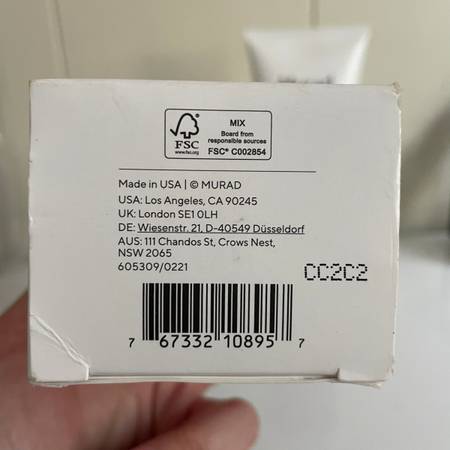 MIX
Board from
responsible sources
FSC
www.fsc.org
FSC® C002854
Made in USA | © MURAD
USA: Los Angeles, CA 90245
UK: London SE1 0LH
DE: Wiesenstr. 21, D-40549 Düsseldorf
AUS: 111 Chandos St, Crows Nest,
NSW 2065
605309/0221
CC2C2
7 67332 10895 7